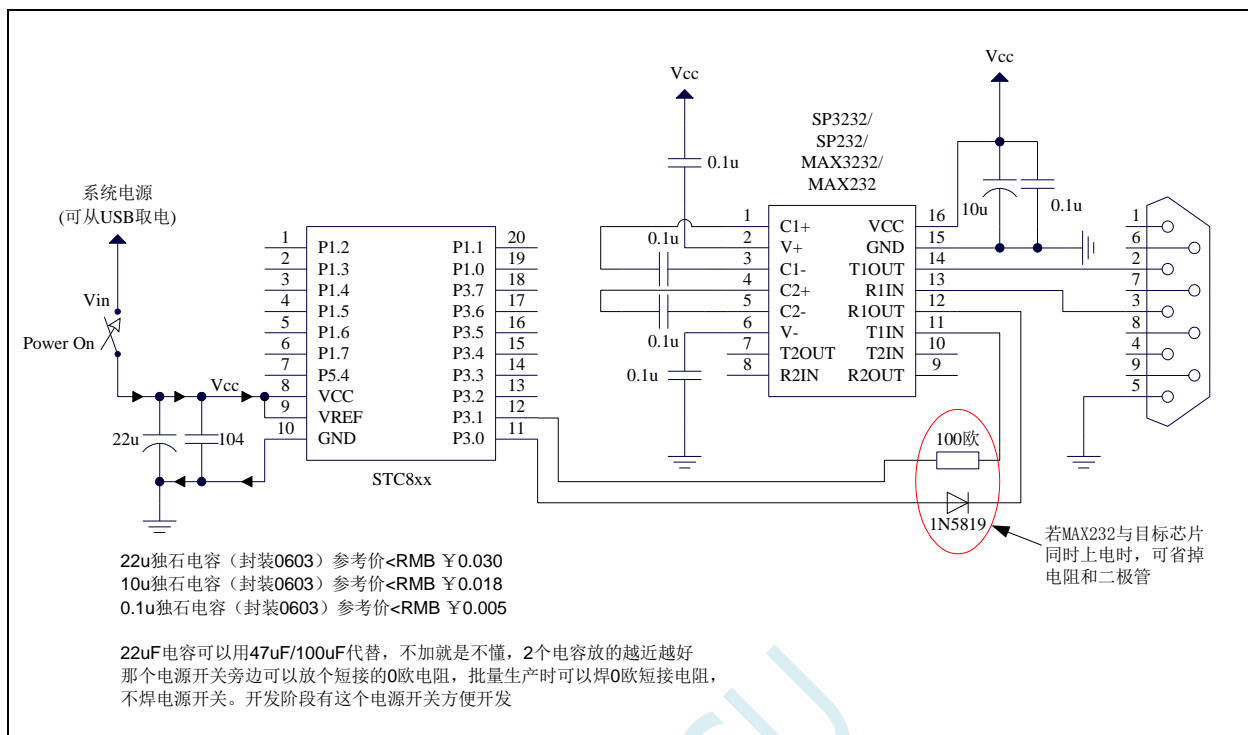 系统电源
(可从USB取电)
Vin
Power On
Vcc
22u
104
1
P1.2
2
P1.3
3
P1.4
4
P1.5
5
P1.6
6
P1.7
7
P5.4
8
VCC
9
VREF
10
GND
P1.1
20
P1.0
19
P3.7
18
P3.6
17
P3.5
16
P3.4
15
P3.3
14
P3.2
13
P3.1
12
P3.0
11
STC8xx
Vcc
0.1u
0.1u
0.1u
0.1u
SP3232/
SP232/
MAX3232/
MAX232
1
C1+
2
V+
3
C1-
4
C2+
5
C2-
6
V-
7
T2OUT
8
R2IN
VCC
16
GND
15
T1OUT
14
R1IN
13
R1OUT
12
T1IN
11
T2IN
10
R2OUT
9
Vcc
10u
0.1u
1
6
2
7
3
8
4
9
5
100欧
1N5819
若MAX232与目标芯片
同时上电时，可省掉
电阻和二极管
22u独石电容（封装0603）参考价<RMB ￥0.030
10u独石电容（封装0603）参考价<RMB ￥0.018
0.1u独石电容（封装0603）参考价<RMB ￥0.005
22uF电容可以用47uF/100uF代替，不加就是不懂，2个电容放的越近越好
那个电源开关旁边可以放个短接的0欧电阻，批量生产时可以焊0欧短接电阻，
不焊电源开关。开发阶段有这个电源开关方便开发